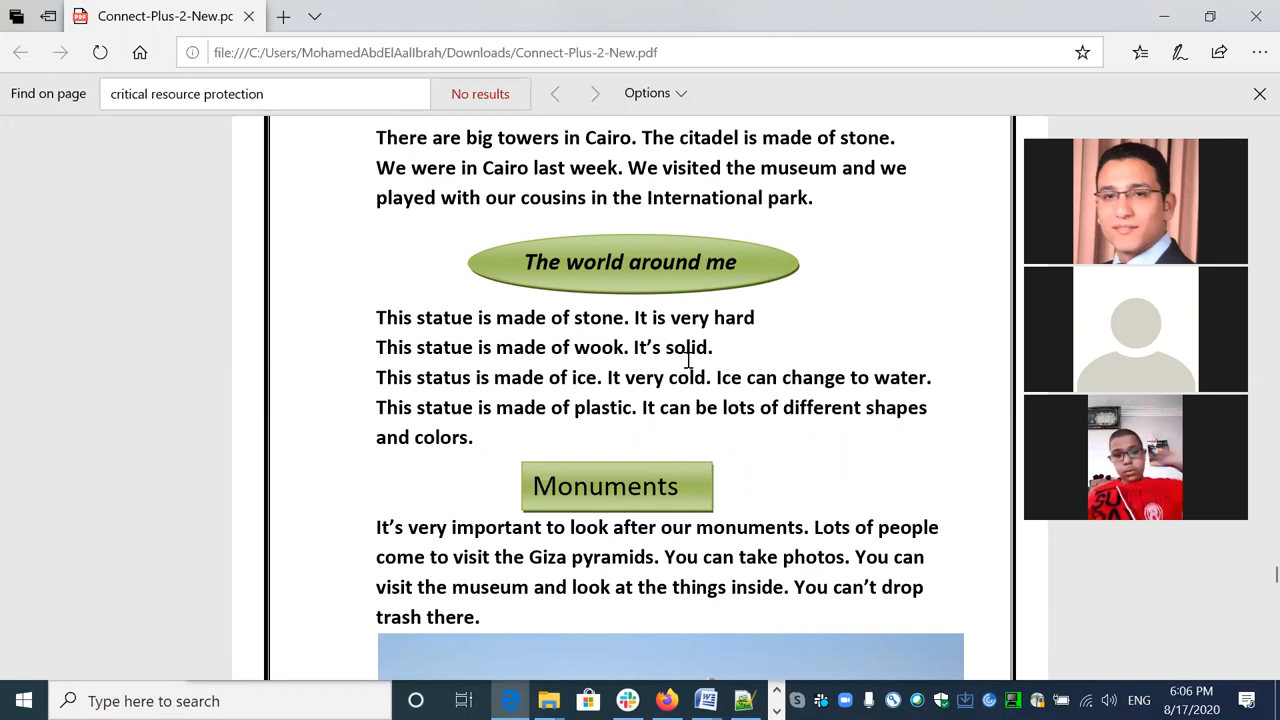 Connect-Plus-2-New.pc
file:///C:/Users/MohamedAbdElAalIbrah/Downloads/Connect-Plus-2-New.pdf
Find on page
critical resource protection
No results
Options
There are big towers in Cairo. The citadel is made of stone.
We were in Cairo last week. We visited the museum and we
played with our cousins in the International park.
The world around me
This statue is made of stone. It is very hard
This statue is made of wook. It’s solid.
This status is made of ice. It very cold. Ice can change to water.
This statue is made of plastic. It can be lots of different shapes
and colors.
Monuments
It’s very important to look after our monuments. Lots of people
come to visit the Giza pyramids. You can take photos. You can
visit the museum and look at the things inside. You can’t drop
trash there.
Type here to search
ENG
6:06 PM
8/17/2020